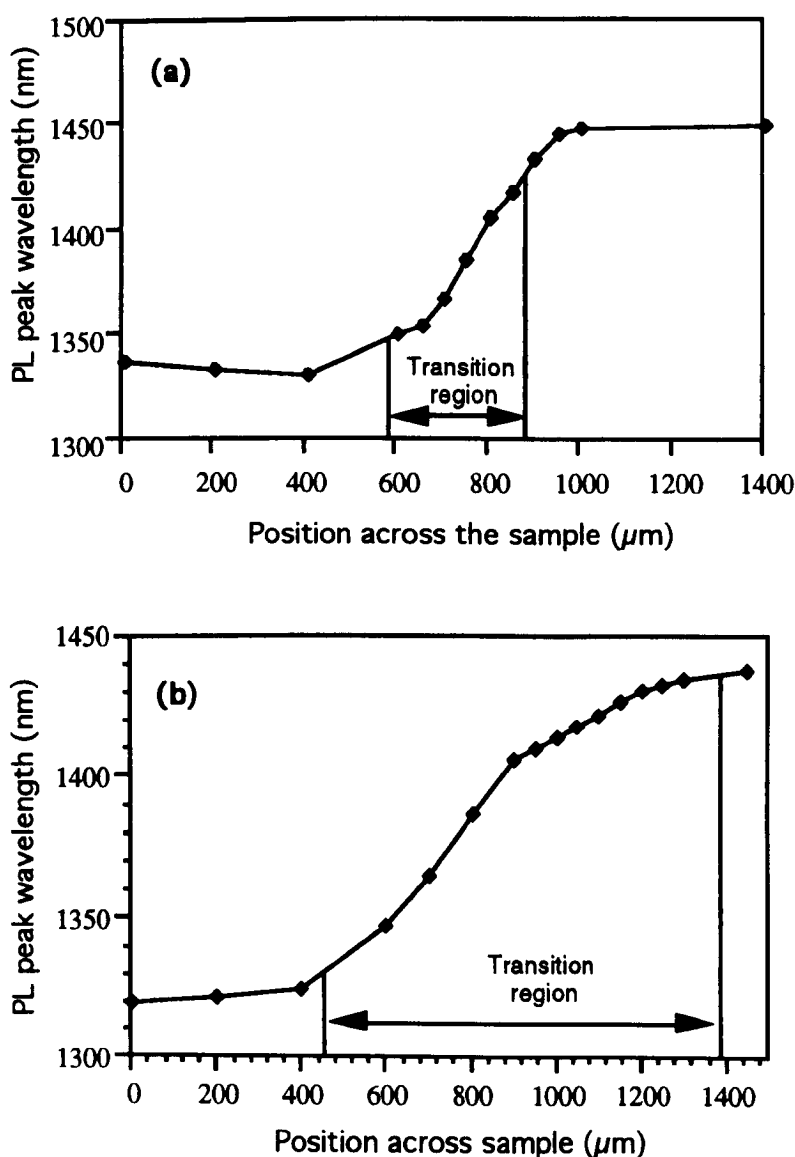 (a)
PL peak wavelength (nm)
1500
1450
1400
1350
1300
Transition
region
0 200 400 600 800 1000 1200 1400
Position across the sample (µm)
(b)
PL peak wavelength (nm)
1450
1400
1350
1300
Transition
region
0 200 400 600 800 1000 1200 1400
Position across sample (µm)